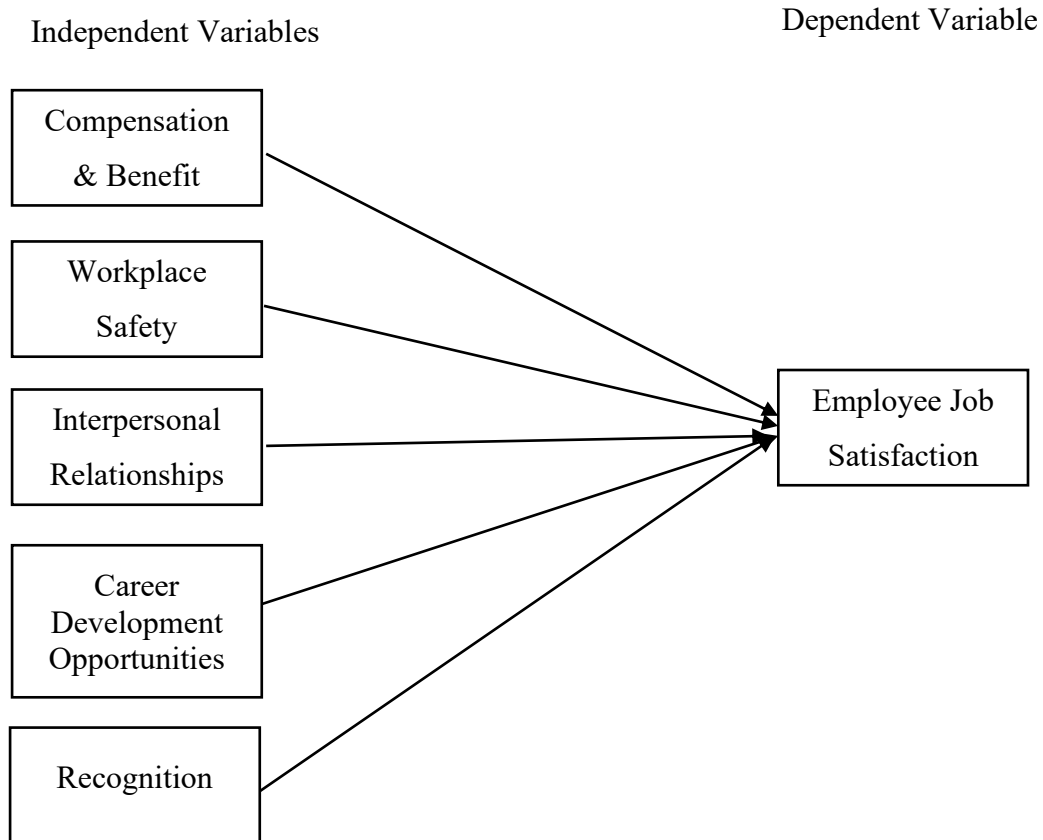 Independent Variables
Dependent Variable
Compensation
& Benefit
Workplace
Safety
Interpersonal
Relationships
Career
Development
Opportunities
Recognition
Employee Job
Satisfaction